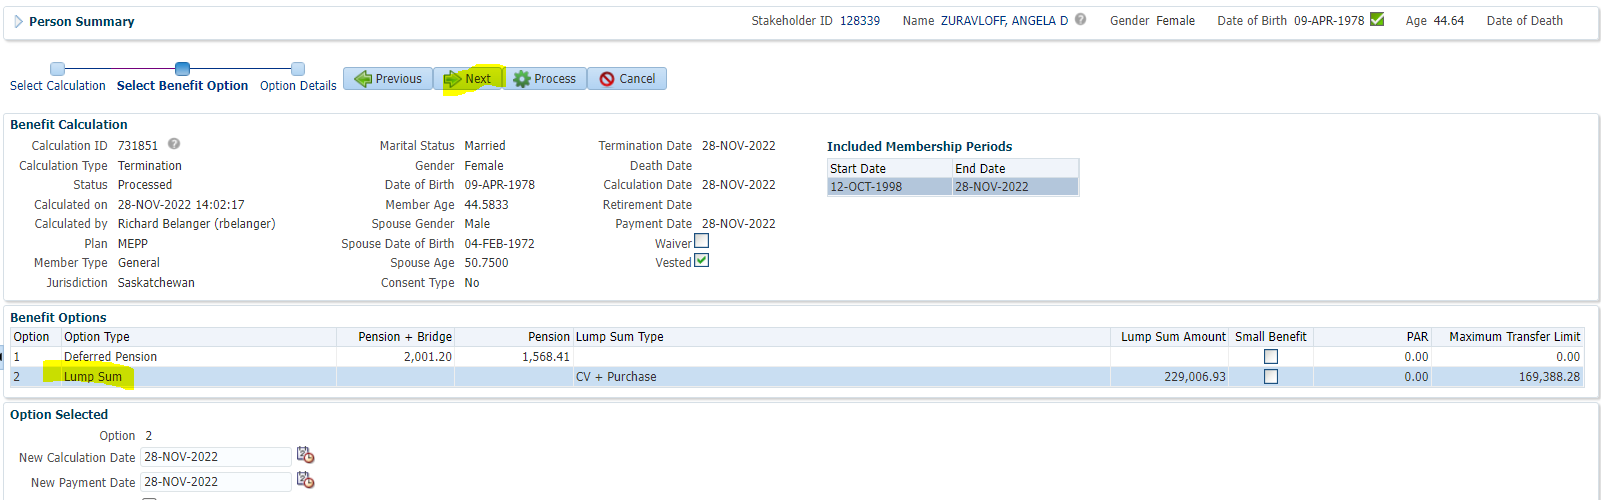 Person Summary Stakeholder ID 128339 Name ZURAVLOFF, ANGELA D Gender Female Date of Birth 09-APR-1978 Age 44.64 Date of Death
Select Calculation Select Benefit Option Option Details Previous Next Process Cancel
Benefit Calculation
Calculation ID 731851 Marital Status Married Termination Date 28-NOV-2022 Included Membership Periods
Calculation Type Termination Gender Female Death Date Start Date End Date
Status Processed Date of Birth 09-APR-1978 Calculation Date 28-NOV-2022 12-OCT-1998 28-NOV-2022
Calculated on 28-NOV-2022 14:02:17 Member Age 44.5833 Retirement Date
Calculated by Richard Belanger (rbelanger) Spouse Gender Male Payment Date 28-NOV-2022
Plan MEPP Spouse Date of Birth 04-FEB-1972 Waiver
Member Type General Spouse Age 50.7500 Vested
Jurisdiction Saskatchewan Consent Type No
Benefit Options
Option Option Type Pension + Bridge Pension Lump Sum Type Lump Sum Amount Small Benefit PAR Maximum Transfer Limit
1 Deferred Pension 2,001.20 1,568.41 0.00 0.00
2 Lump Sum CV + Purchase 229,006.93 0.00 169,388.28
Option Selected
Option 2
New Calculation Date 28-NOV-2022
New Payment Date 28-NOV-2022